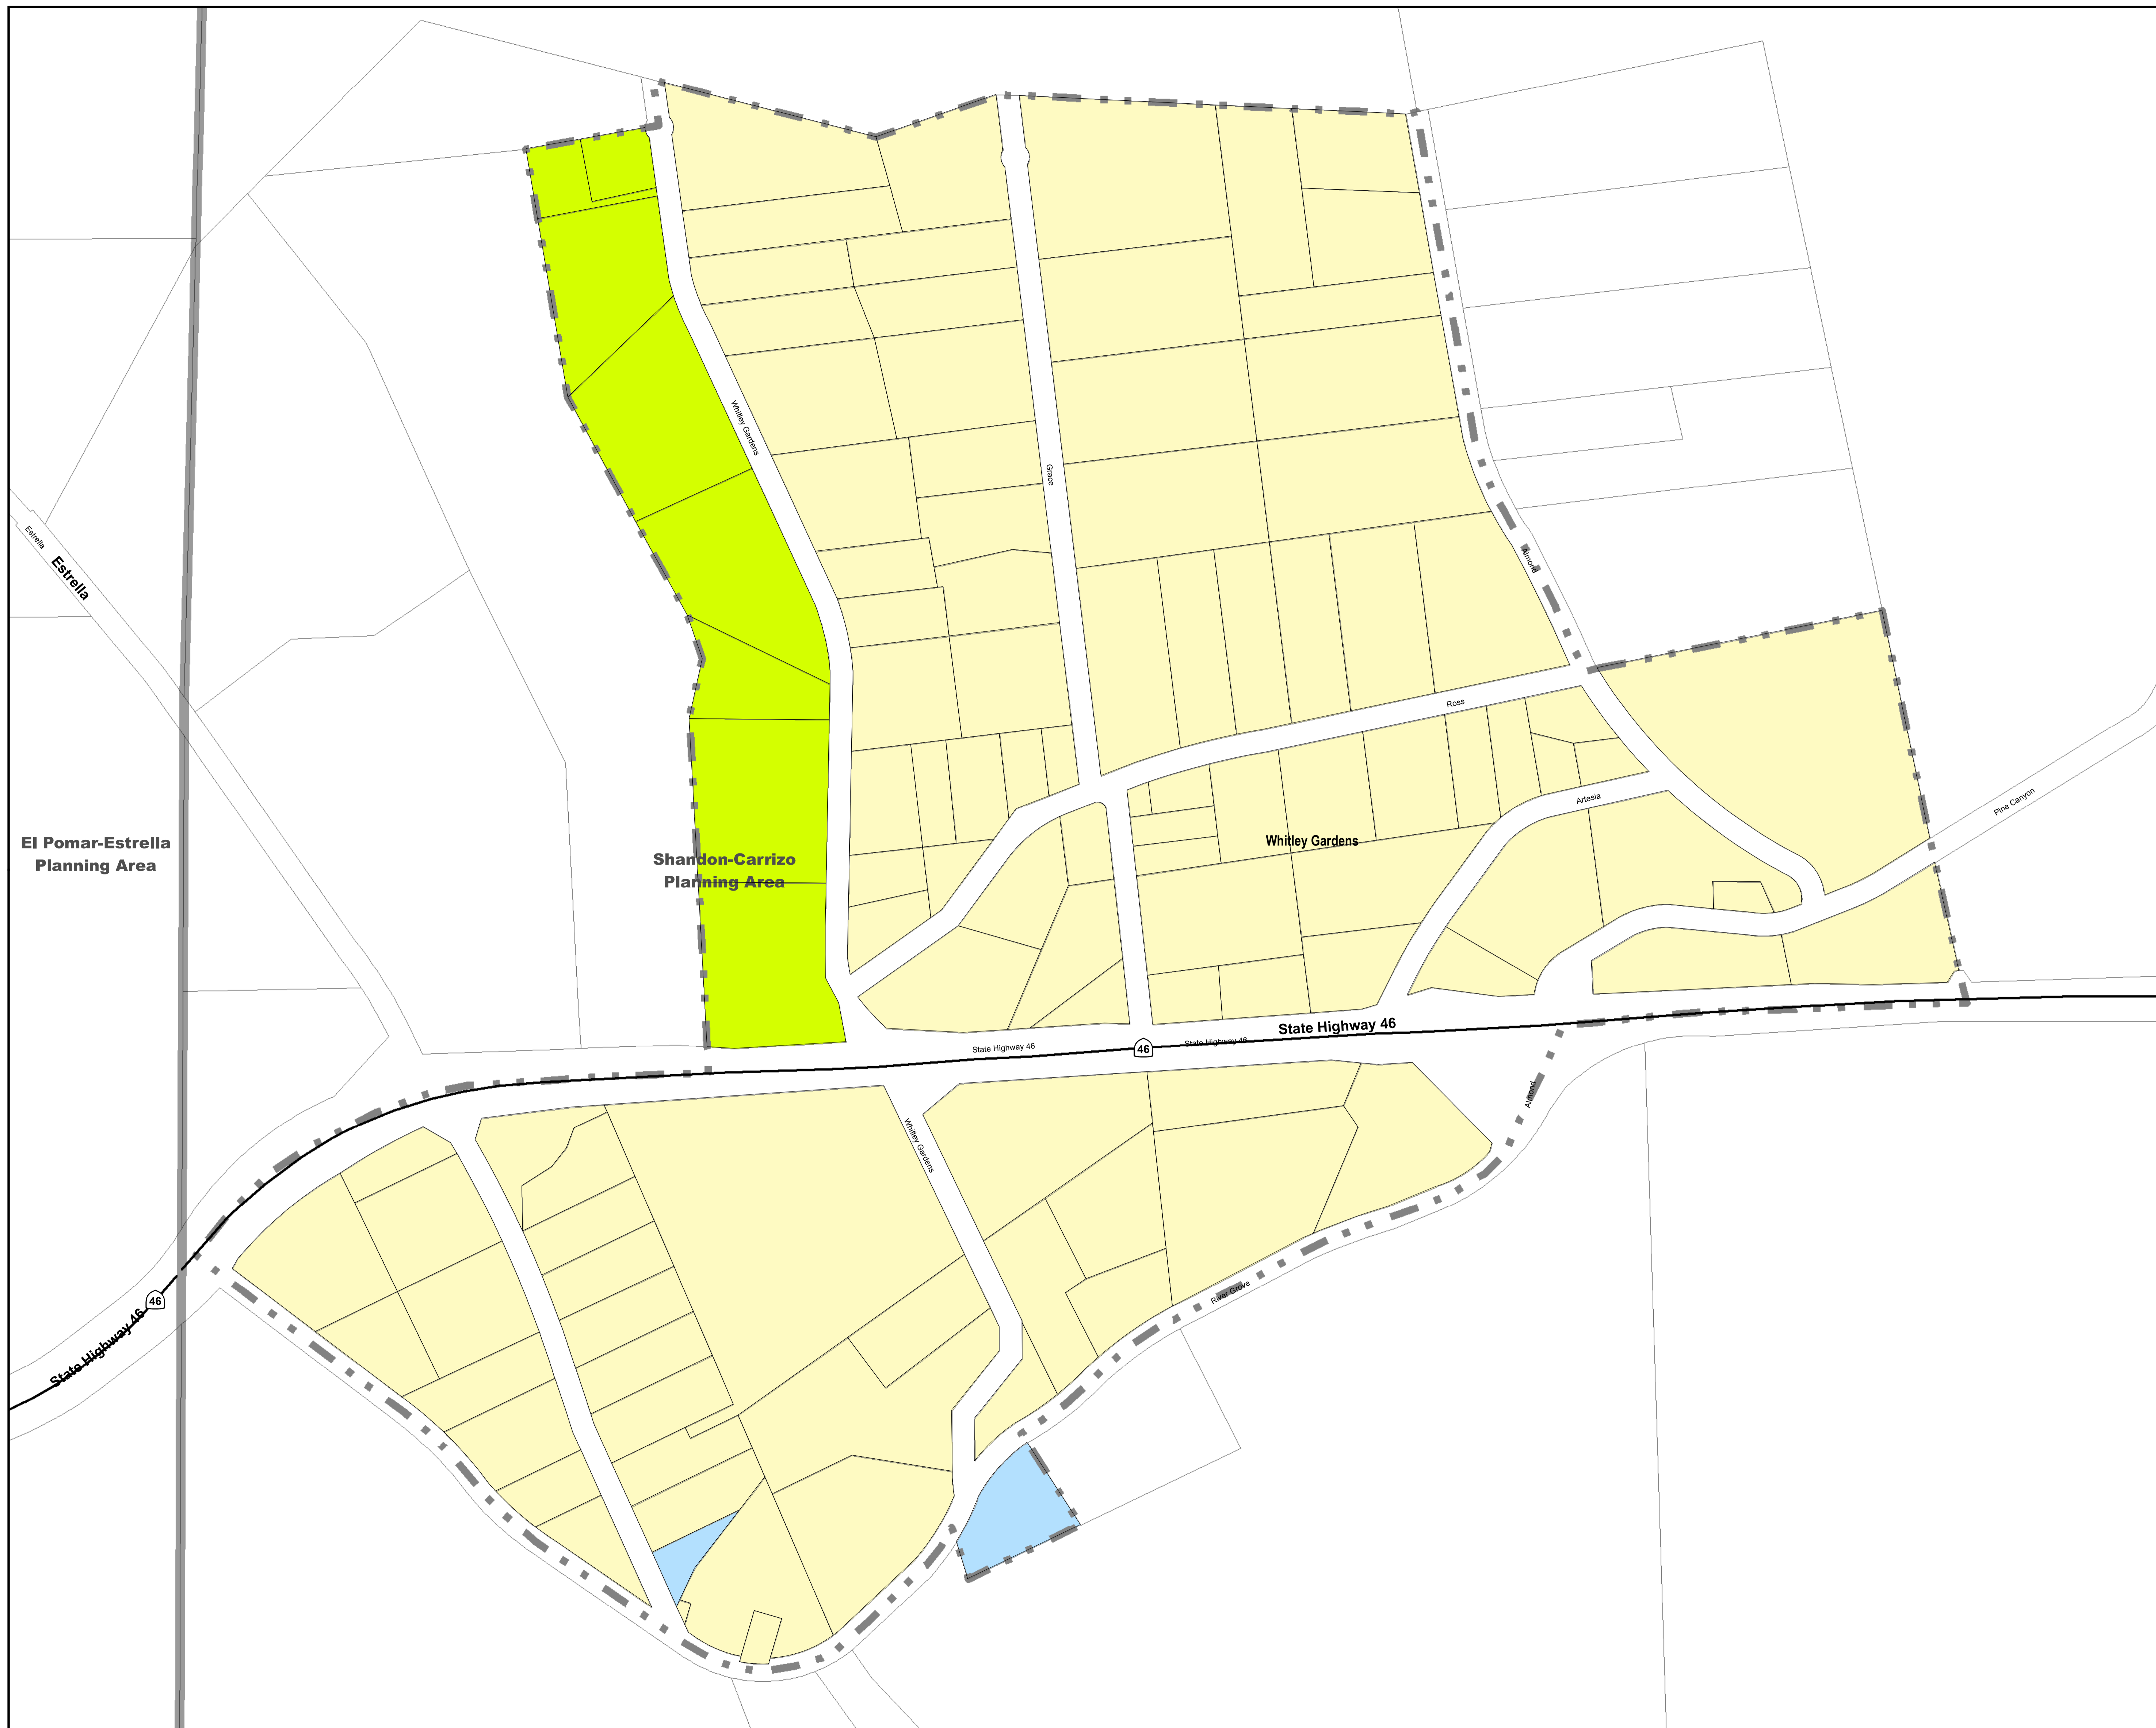 Whitley Gardens
Grace
Estrella
Estrella
Almond
Ross
Artesia
Pine Canyon
Whitley Gardens
El Pomar-Estrella
Planning Area
Shandon-Carrizo
Planning Area
State Highway 46
State Highway 46
46
State Highway 46
Almond
Whitley Gardens
River Grove
46
State Highway 46